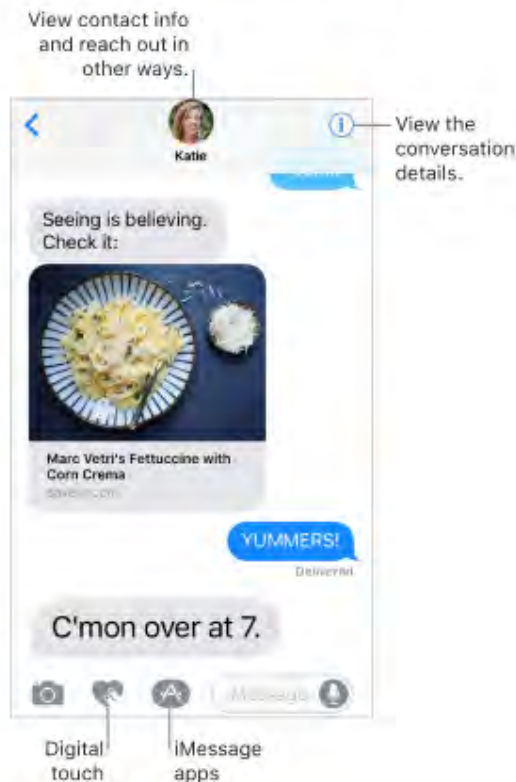 View contact info
and reach out in
other ways.
Katie
View the
conversation
details.
Seeing is believing.
Check it:
Marc Vetri's Fettuccine with
Corn Crema
YUMMERS!
Delivered
C'mon over at 7.
iMessage
Digital
touch
iMessage
apps